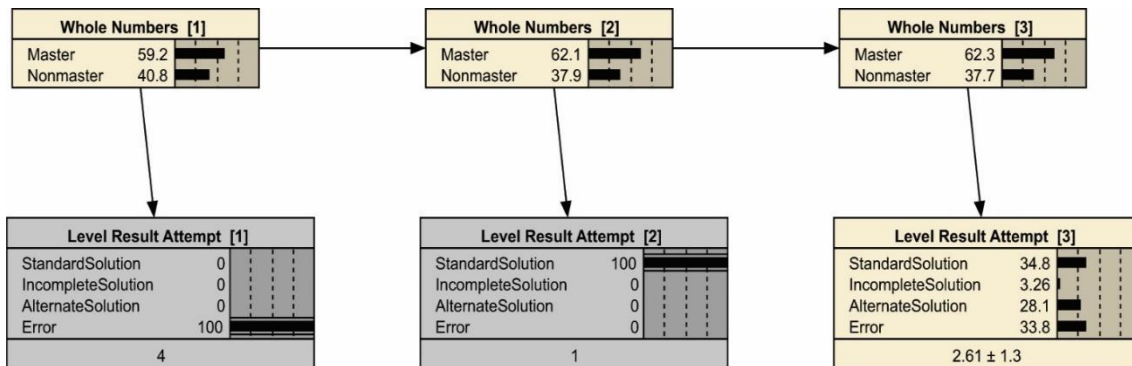 Whole Numbers [1]
Master 59.2
Nonmaster 40.8
Whole Numbers [2]
Master 62.1
Nonmaster 37.9
Whole Numbers [3]
Master 62.3
Nonmaster 37.7
Level Result Attempt [1]
StandardSolution 0
IncompleteSolution 0
AlternateSolution 0
Error 100
4
Level Result Attempt [2]
StandardSolution 100
IncompleteSolution 0
AlternateSolution 0
Error 0
1
Level Result Attempt [3]
StandardSolution 34.8
IncompleteSolution 3.26
AlternateSolution 28.1
Error 33.8
2.61 ± 1.3